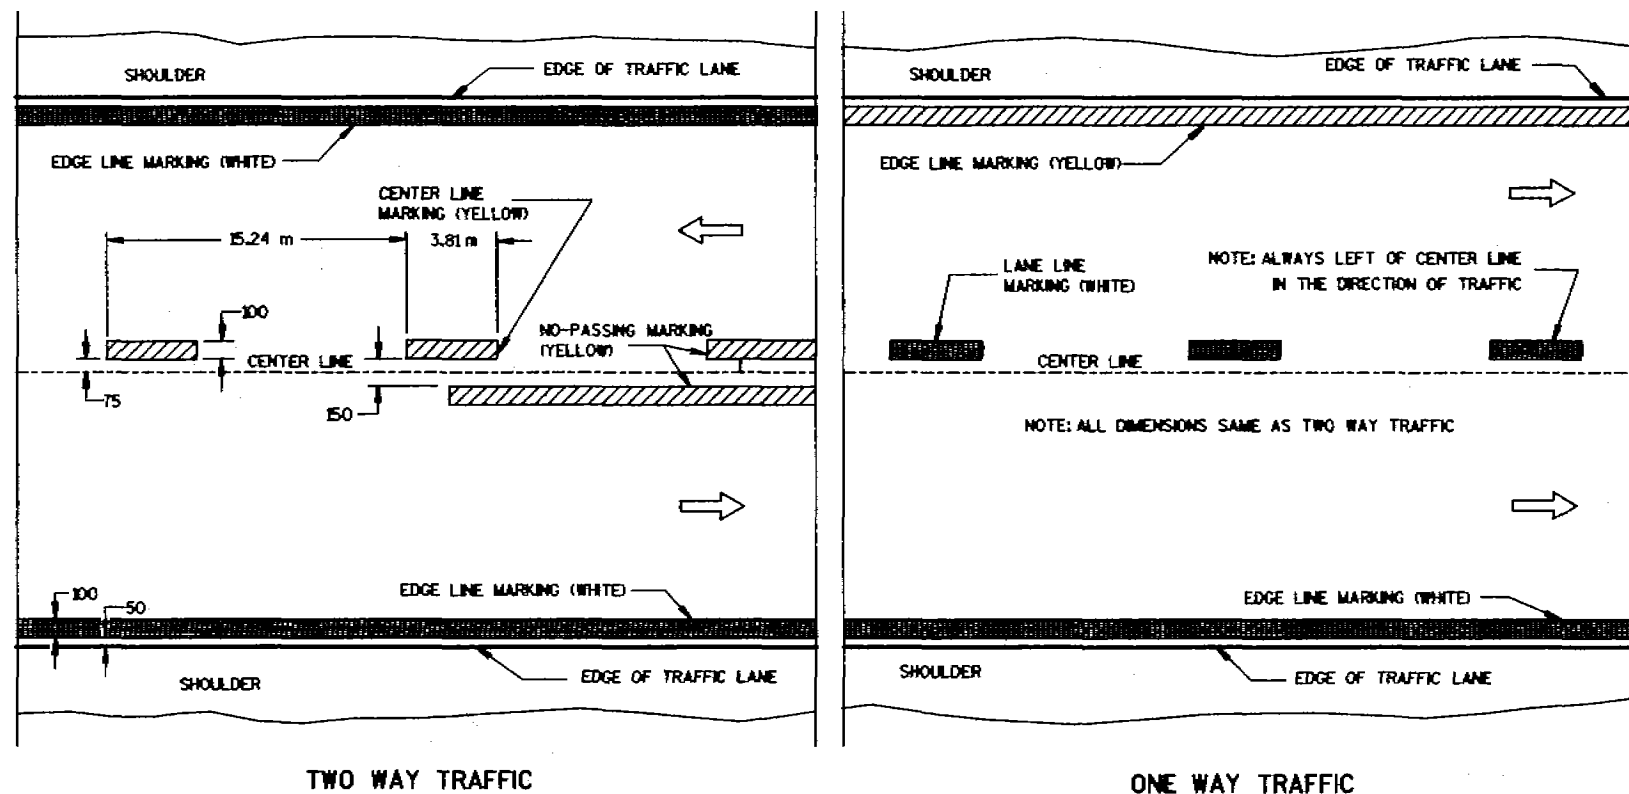 SHOULDER
EDGE OF TRAFFIC LANE
EDGE LINE MARKING (WHITE)
CENTER LINE
MARKING (YELLOW)
15.24 m
3.81 m
100
NO-PASSING MARKING
(YELLOW)
CENTER LINE
75
150
100
50
EDGE LINE MARKING (WHITE)
SHOULDER
EDGE OF TRAFFIC LANE
TWO WAY TRAFFIC
SHOULDER
EDGE OF TRAFFIC LANE
EDGE LINE MARKING (YELLOW)
LANE LINE
MARKING (WHITE)
NOTE: ALWAYS LEFT OF CENTER LINE
IN THE DIRECTION OF TRAFFIC
CENTER LINE
NOTE: ALL DIMENSIONS SAME AS TWO WAY TRAFFIC
EDGE LINE MARKING (WHITE)
SHOULDER
EDGE OF TRAFFIC LANE
ONE WAY TRAFFIC